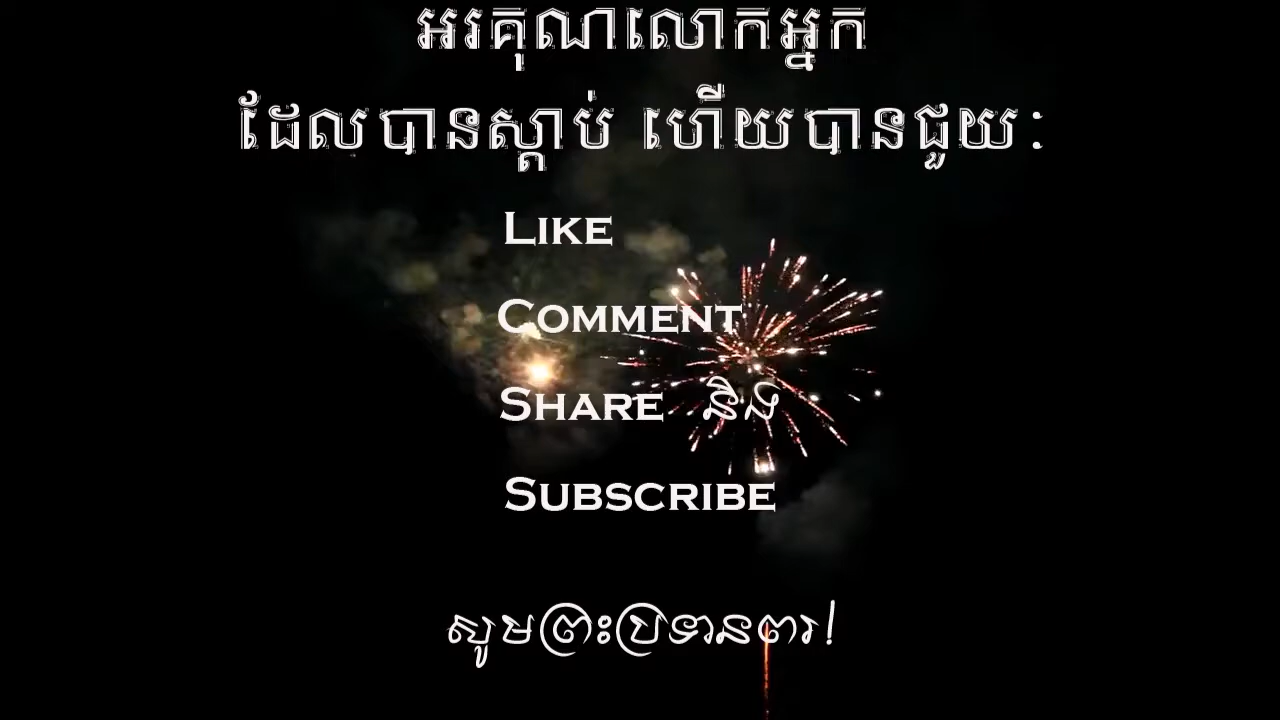 អរគុណលោកអ្នក
ដែលបានស្តាប់ ហើយបានជួយៈ
Like
Comment
Share និង
Subscribe
សូមព្រះប្រទានពរ!